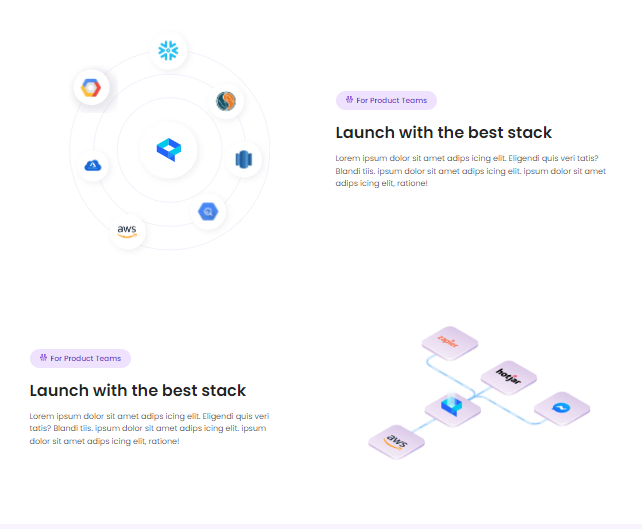 For Product Teams
Launch with the best stack
Lorem ipsum dolor sit amet adips icing elit. Eligendi quis veri tatis?
Blandi tiis. ipsum dolor sit amet adips icing elit. ipsum dolor sit amet
adips icing elit, ratione!
aws
For Product Teams
Launch with the best stack
Lorem ipsum dolor sit amet adips icing elit. Eligendi quis veri
tatis? Blandi tiis. ipsum dolor sit amet adips icing elit. ipsum
dolor sit amet adips icing elit, ratione!
zapier
hotjar
aws